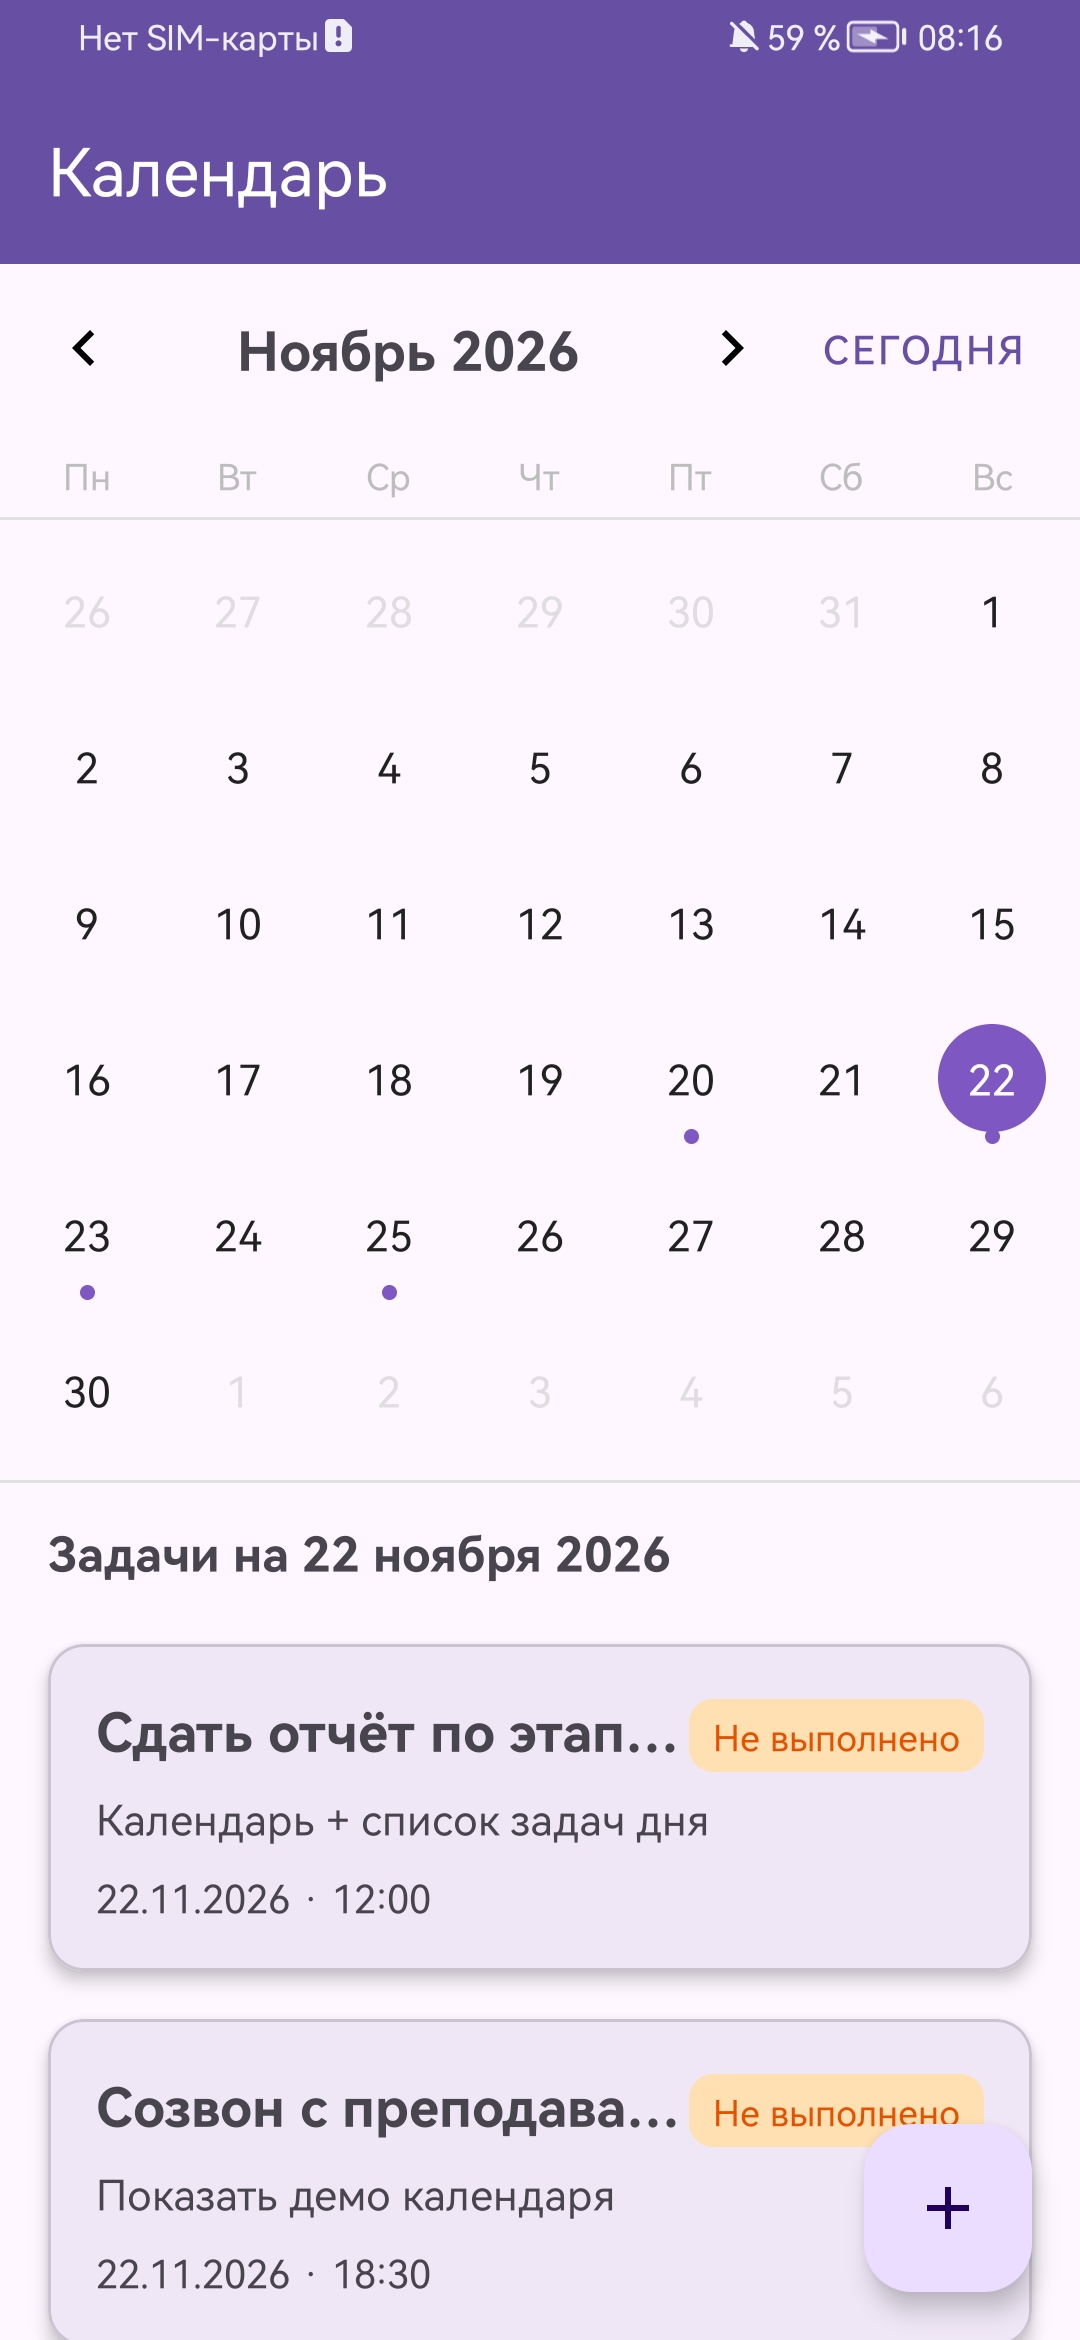 Нет SIM-карты 59 % 08:16
Календарь
Ноябрь 2026 СЕГОДНЯ
Пн Вт Ср Чт Пт Сб Вс
26 27 28 29 30 31 1
2 3 4 5 6 7 8
9 10 11 12 13 14 15
16 17 18 19 20 21 22
23 24 25 26 27 28 29
30 1 2 3 4 5 6
Задачи на 22 ноября 2026
Сдать отчёт по этап... Не выполнено
Календарь + список задач дня
22.11.2026 · 12:00
Созвон с преподава... Не выполнено
Показать демо календаря
22.11.2026 · 18:30